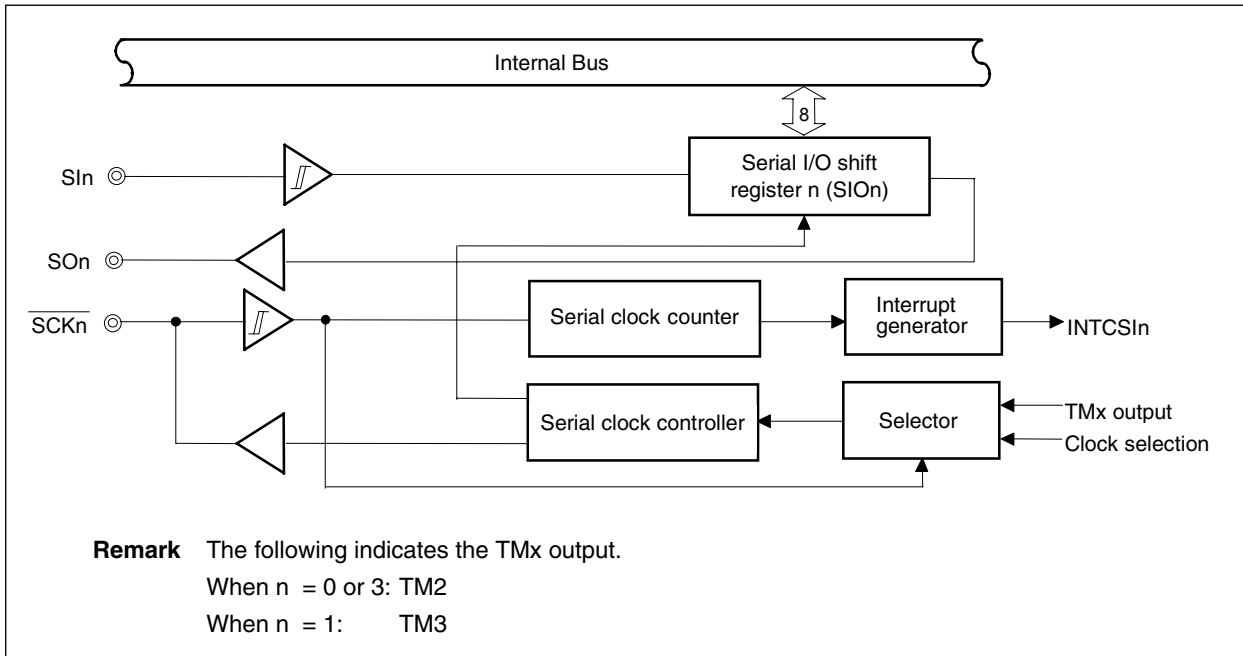 Internal Bus
8
SIn
Serial I/O shift
register n (SIOn)
SOn
SCKn
Serial clock counter
Interrupt
generator
INTCSIn
Serial clock controller
Selector
TMx output
Clock selection
Remark The following indicates the TMx output.
When n = 0 or 3: TM2
When n = 1: TM3